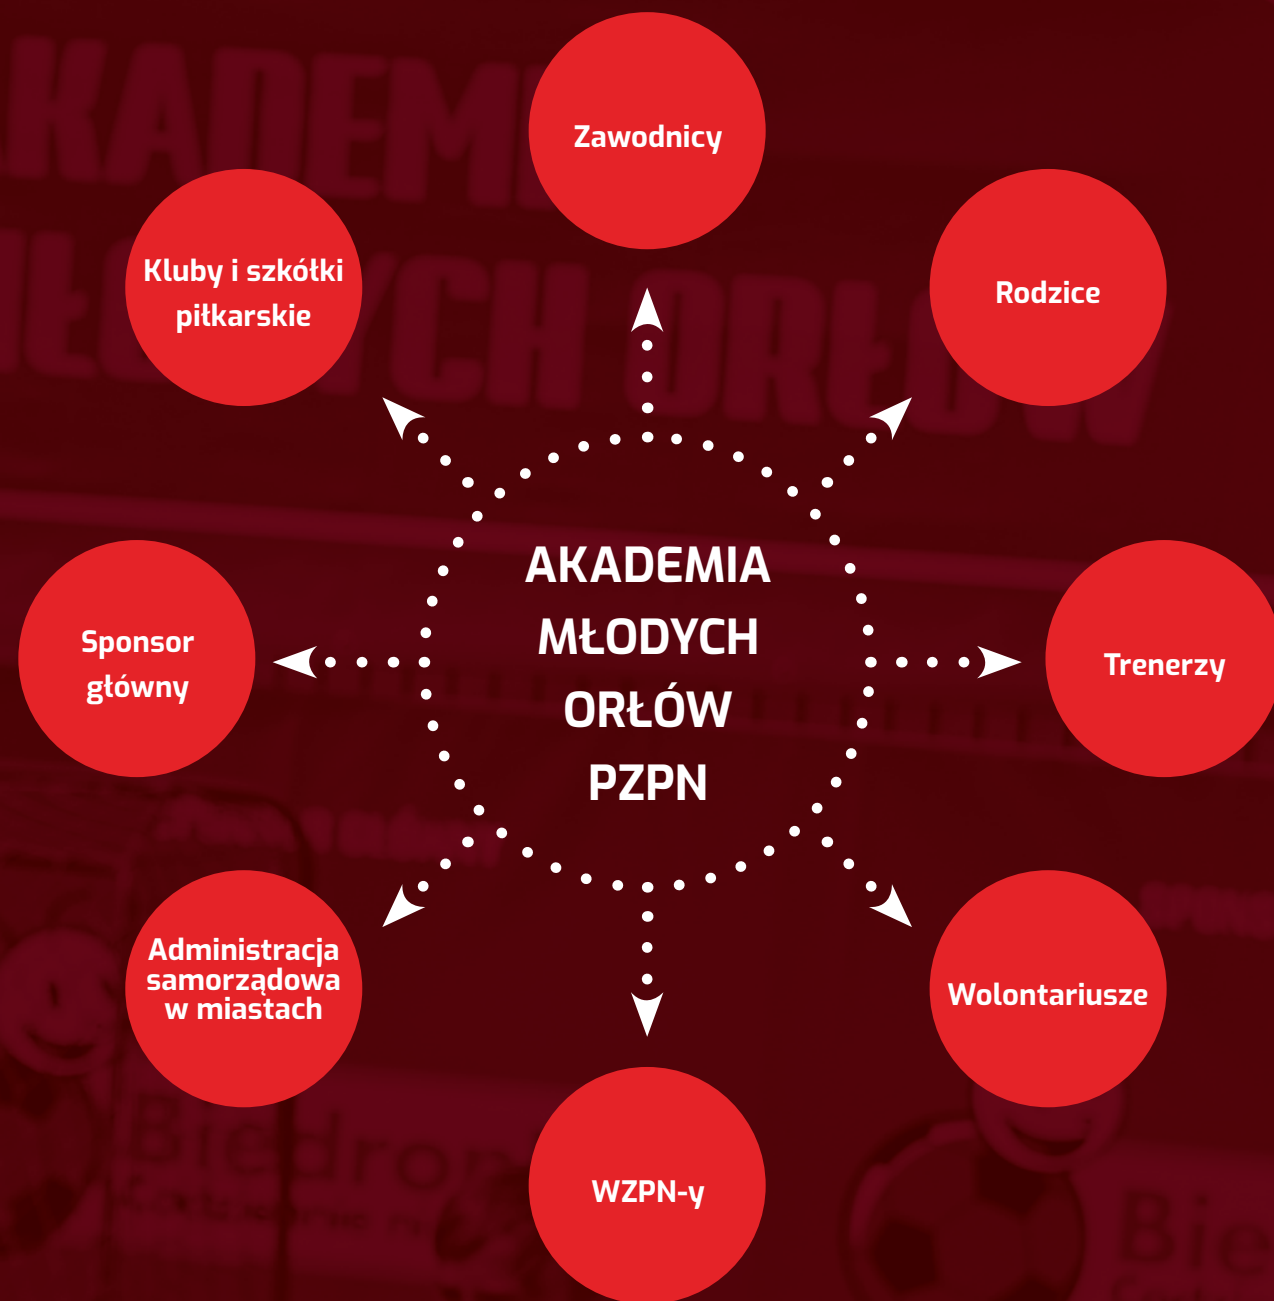 Zawodnicy
Rodzice
Kluby i szkółki
piłkarskie
AKADEMIA
MŁODYCH
ORŁÓW
PZPN
Sponsor
główny
Trenerzy
Administracja
samorządowa
w miastach
Wolontariusze
WZPN-y